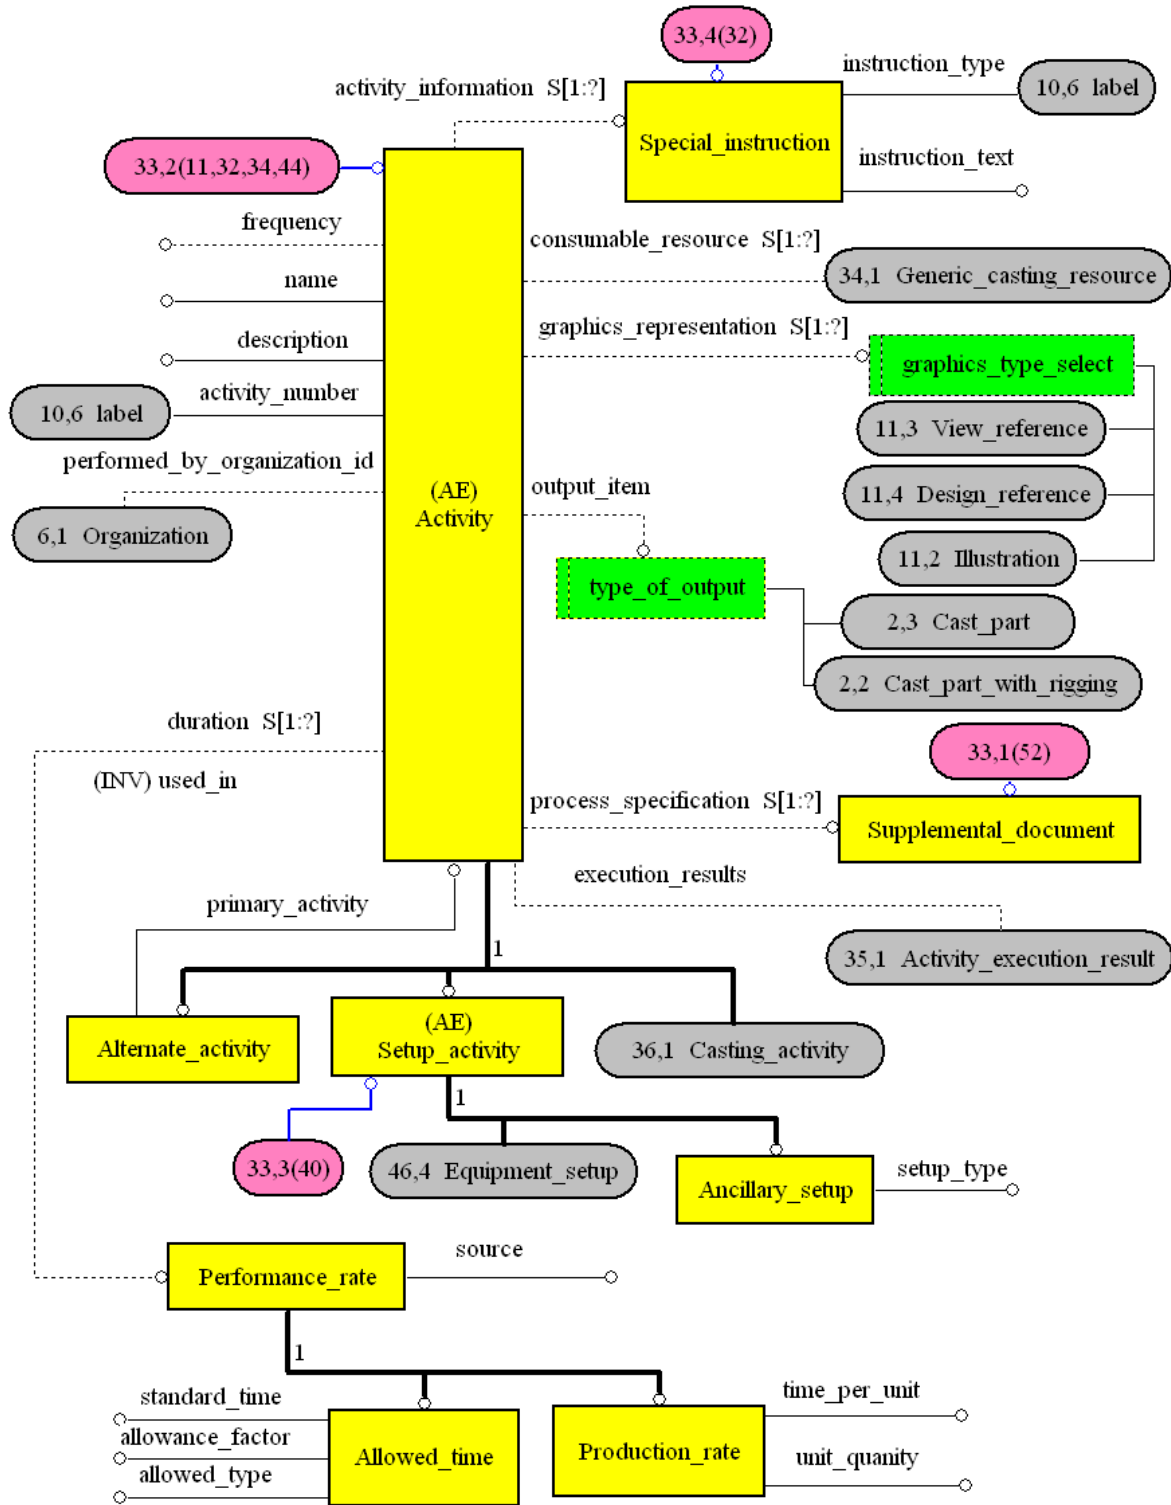 33,4(32)
instruction_type
activity_information S[1:?]
10,6 label
Special_instruction
33,2(11,32,34,44)
instruction_text
frequency
consumable_resource S[1:?]
34,1 Generic_casting_resource
name
graphics_representation S[1:?]
description
graphics_type_select
activity_number
10,6 label
11,3 View_reference
performed_by_organization_id
output_item
(AE)
Activity
11,4 Design_reference
6,1 Organization
11,2 Illustration
type_of_output
2,3 Cast_part
2,2 Cast_part_with_rigging
duration S[1:?]
33,1(52)
(INV) used_in
process_specification S[1:?]
Supplemental_document
execution_results
primary_activity
1
35,1 Activity_execution_result
(AE)
Setup_activity
Alternate_activity
36,1 Casting_activity
1
33,3(40)
46,4 Equipment_setup
Ancillary_setup
setup_type
source
Performance_rate
1
standard_time
time_per_unit
allowance_factor
Allowed_time
Production_rate
unit_quanity
allowed_type